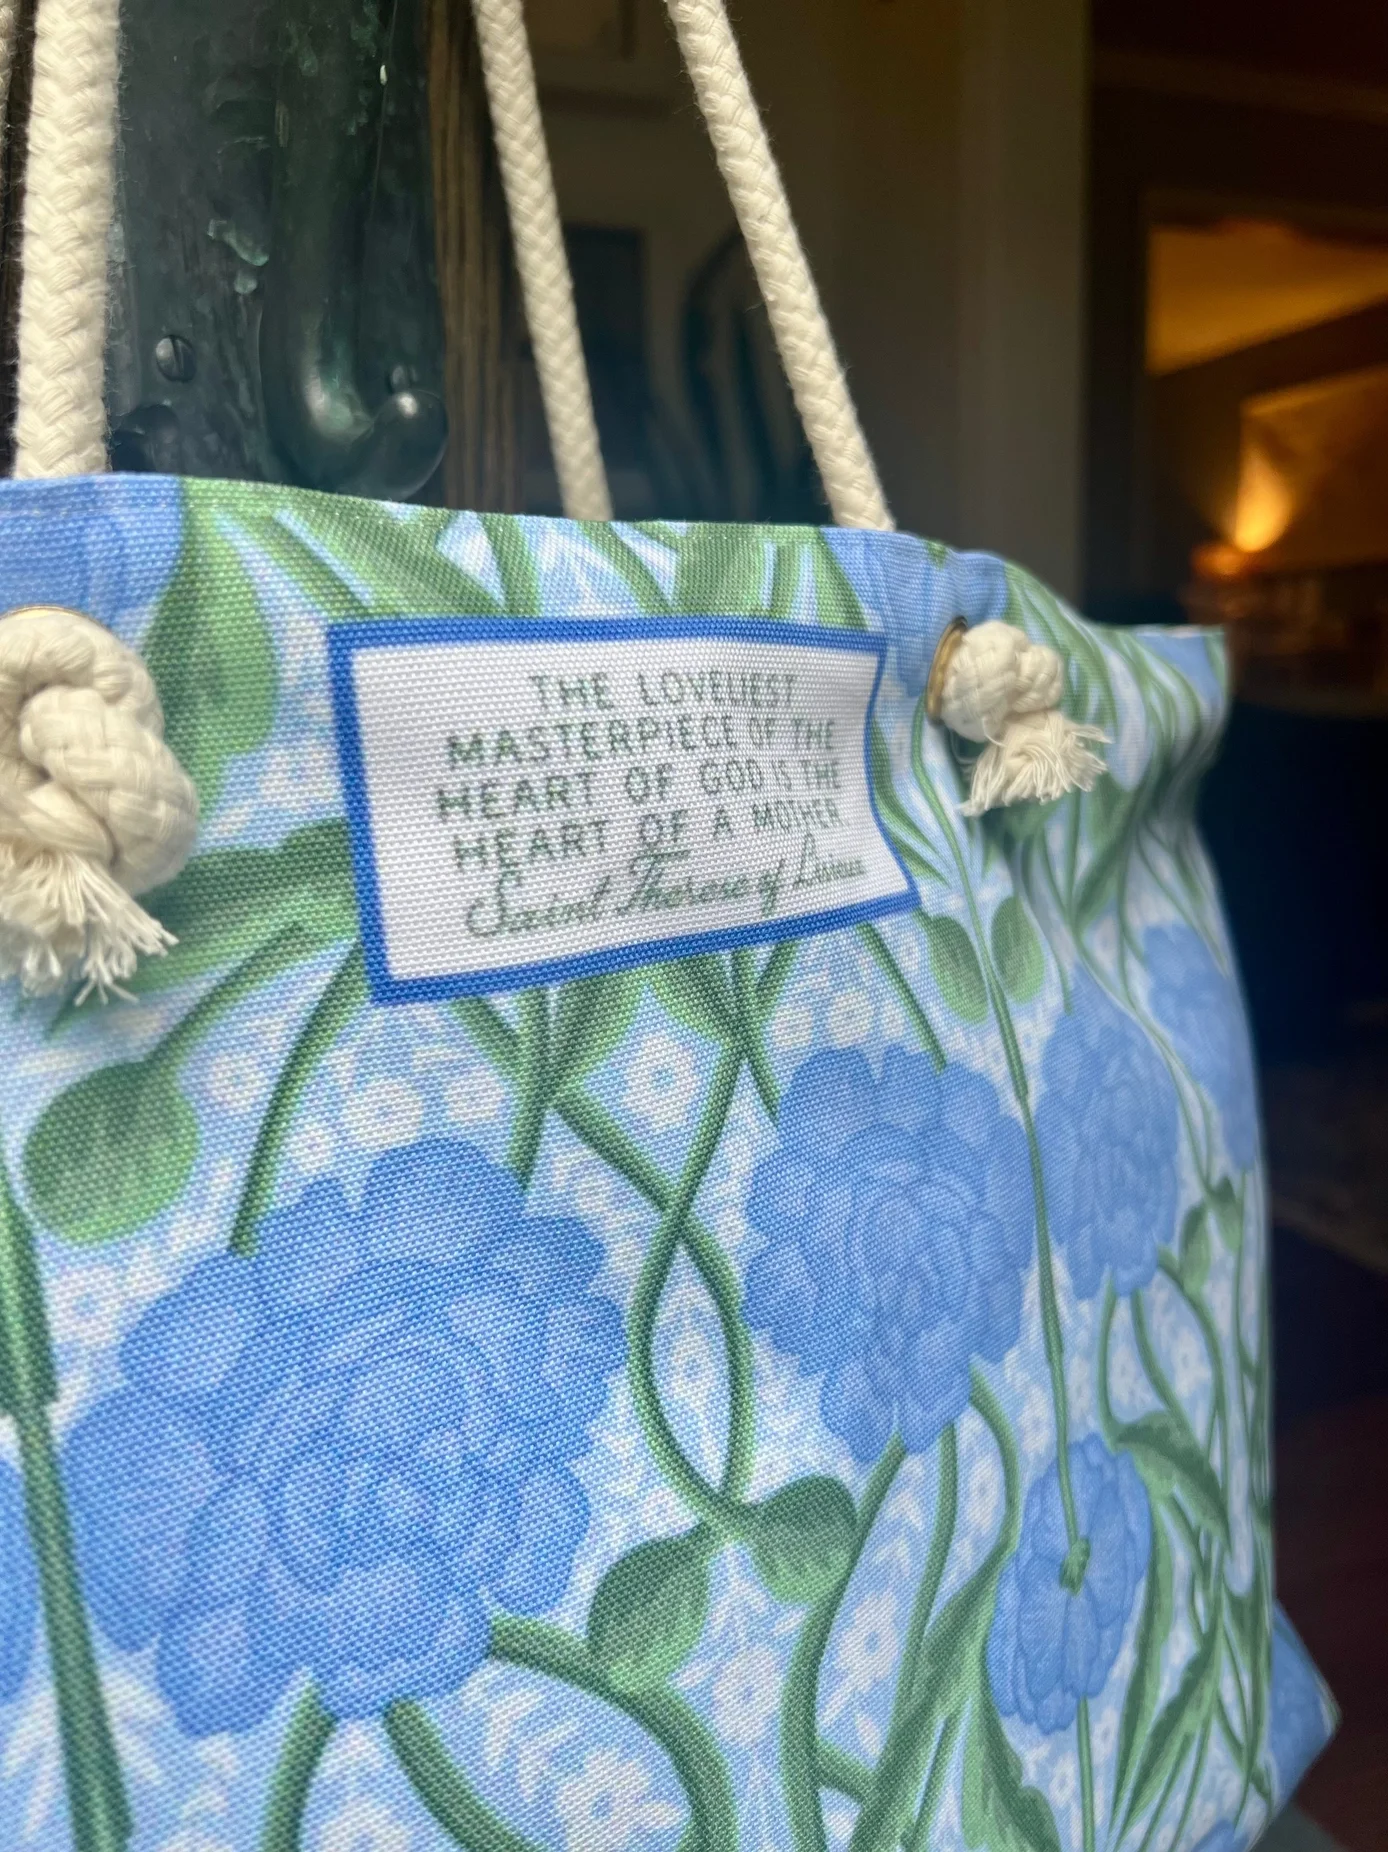 THE LOVELIEST
MASTERPIECE OF THE
HEART OF GOD IS THE
HEART OF A MOTHER
Saint Therese of Lisieux